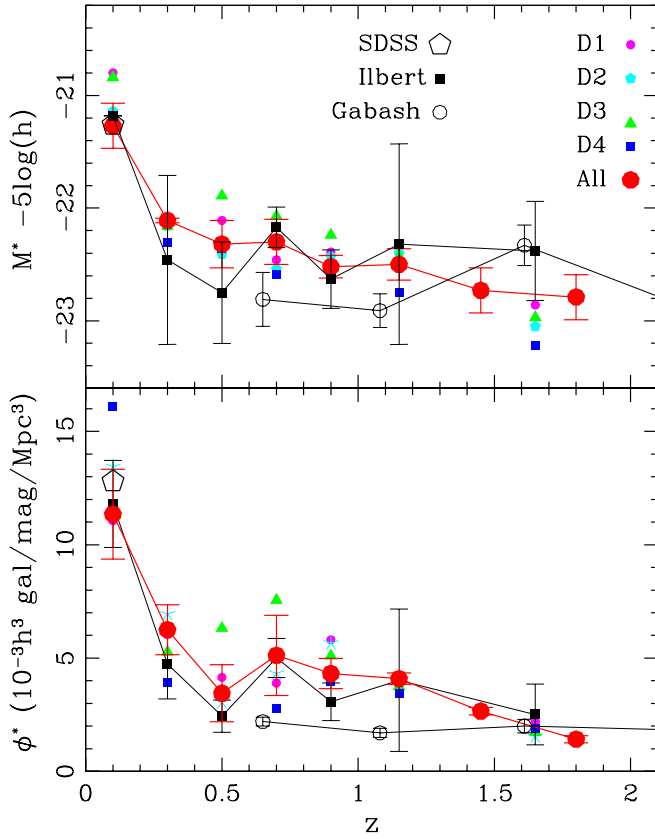 SDSS
Ilbert
Gabash
D1
D2
D3
D4
All
M* −5log(h)
−21
−22
−23
ϕ* (10⁻³h³ gal/mag/Mpc³)
15
10
5
0
0 0.5 1 1.5 2
z